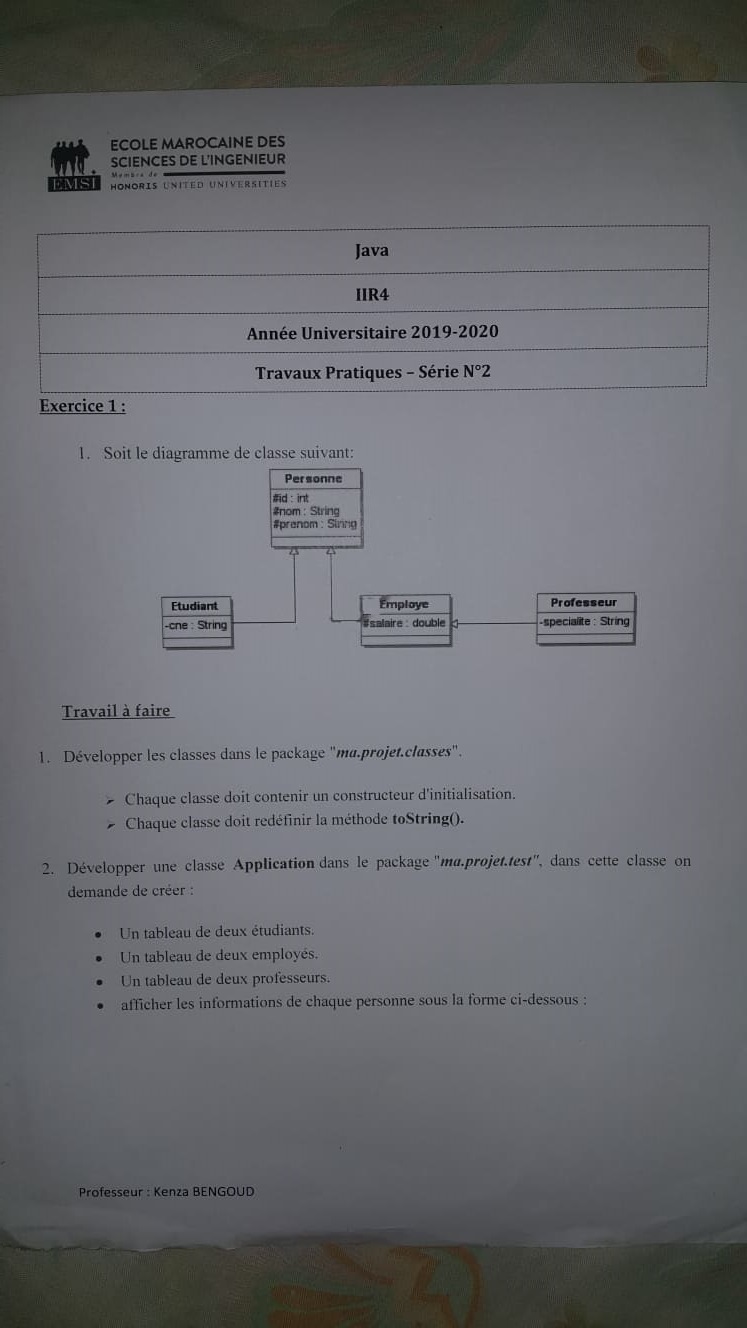 ECOLE MAROCAINE DES
SCIENCES DE L'INGENIEUR
Membre de
EMSI
HONORIS UNITED UNIVERSITIES
Java
IIR4
Année Universitaire 2019-2020
Travaux Pratiques – Série N°2
Exercice 1 :
1. Soit le diagramme de classe suivant:
Personne
#id : int
#nom : String
#prenom : String
Etudiant
-cne : String
Employe
#salaire : double
Professeur
-specialite : String
Travail à faire
1. Développer les classes dans le package "ma.projet.classes".
➢ Chaque classe doit contenir un constructeur d'initialisation.
➢ Chaque classe doit redéfinir la méthode toString().
2. Développer une classe Application dans le package "ma.projet.test", dans cette classe on
demande de créer :
• Un tableau de deux étudiants.
• Un tableau de deux employés.
• Un tableau de deux professeurs.
• afficher les informations de chaque personne sous la forme ci-dessous :
Professeur : Kenza BENGOUD